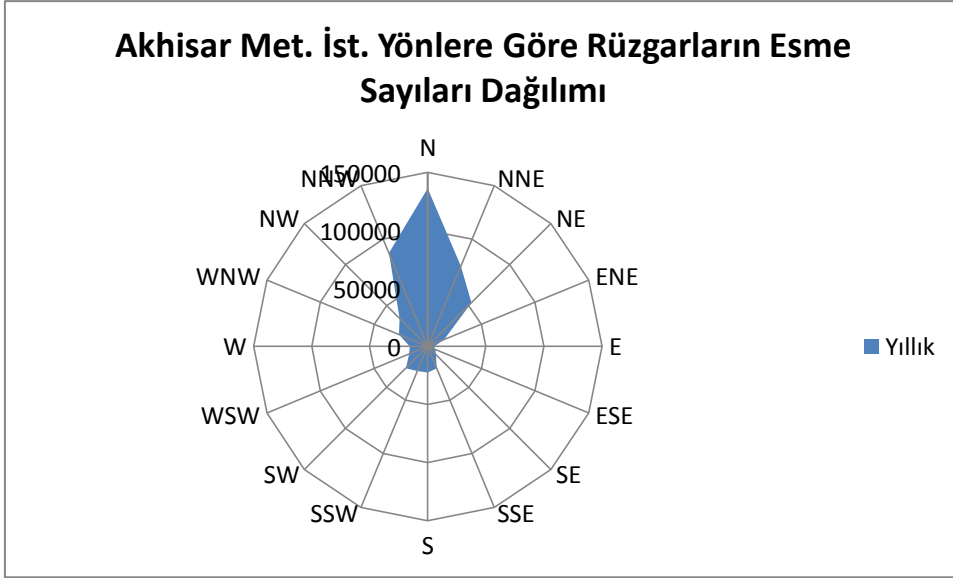 Akhisar Met. İst. Yönlere Göre Rüzgarların Esme
Sayıları Dağılımı
N
NNE
NE
ENE
E
ESE
SE
SSE
S
SSW
SW
WSW
W
WNW
NW
NNW
150000
100000
50000
0
Yıllık